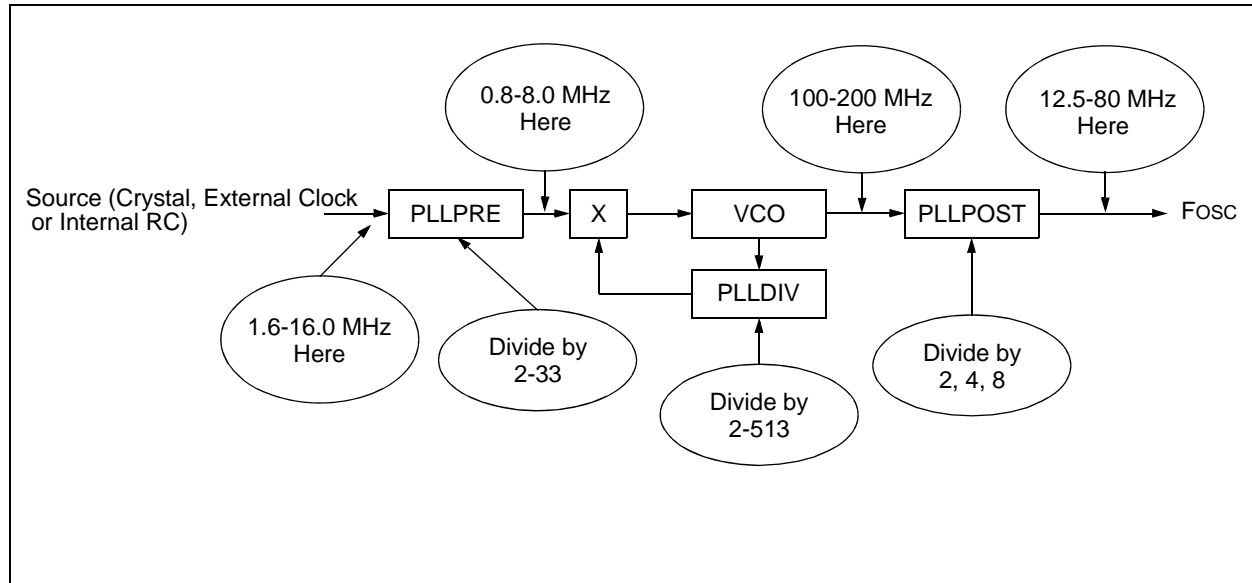 0.8-8.0 MHz
Here
100-200 MHz
Here
12.5-80 MHz
Here
Source (Crystal, External Clock
or Internal RC)
PLLPRE
X
VCO
PLLPOST
FOSC
PLLDIV
1.6-16.0 MHz
Here
Divide by
2-33
Divide by
2-513
Divide by
2, 4, 8